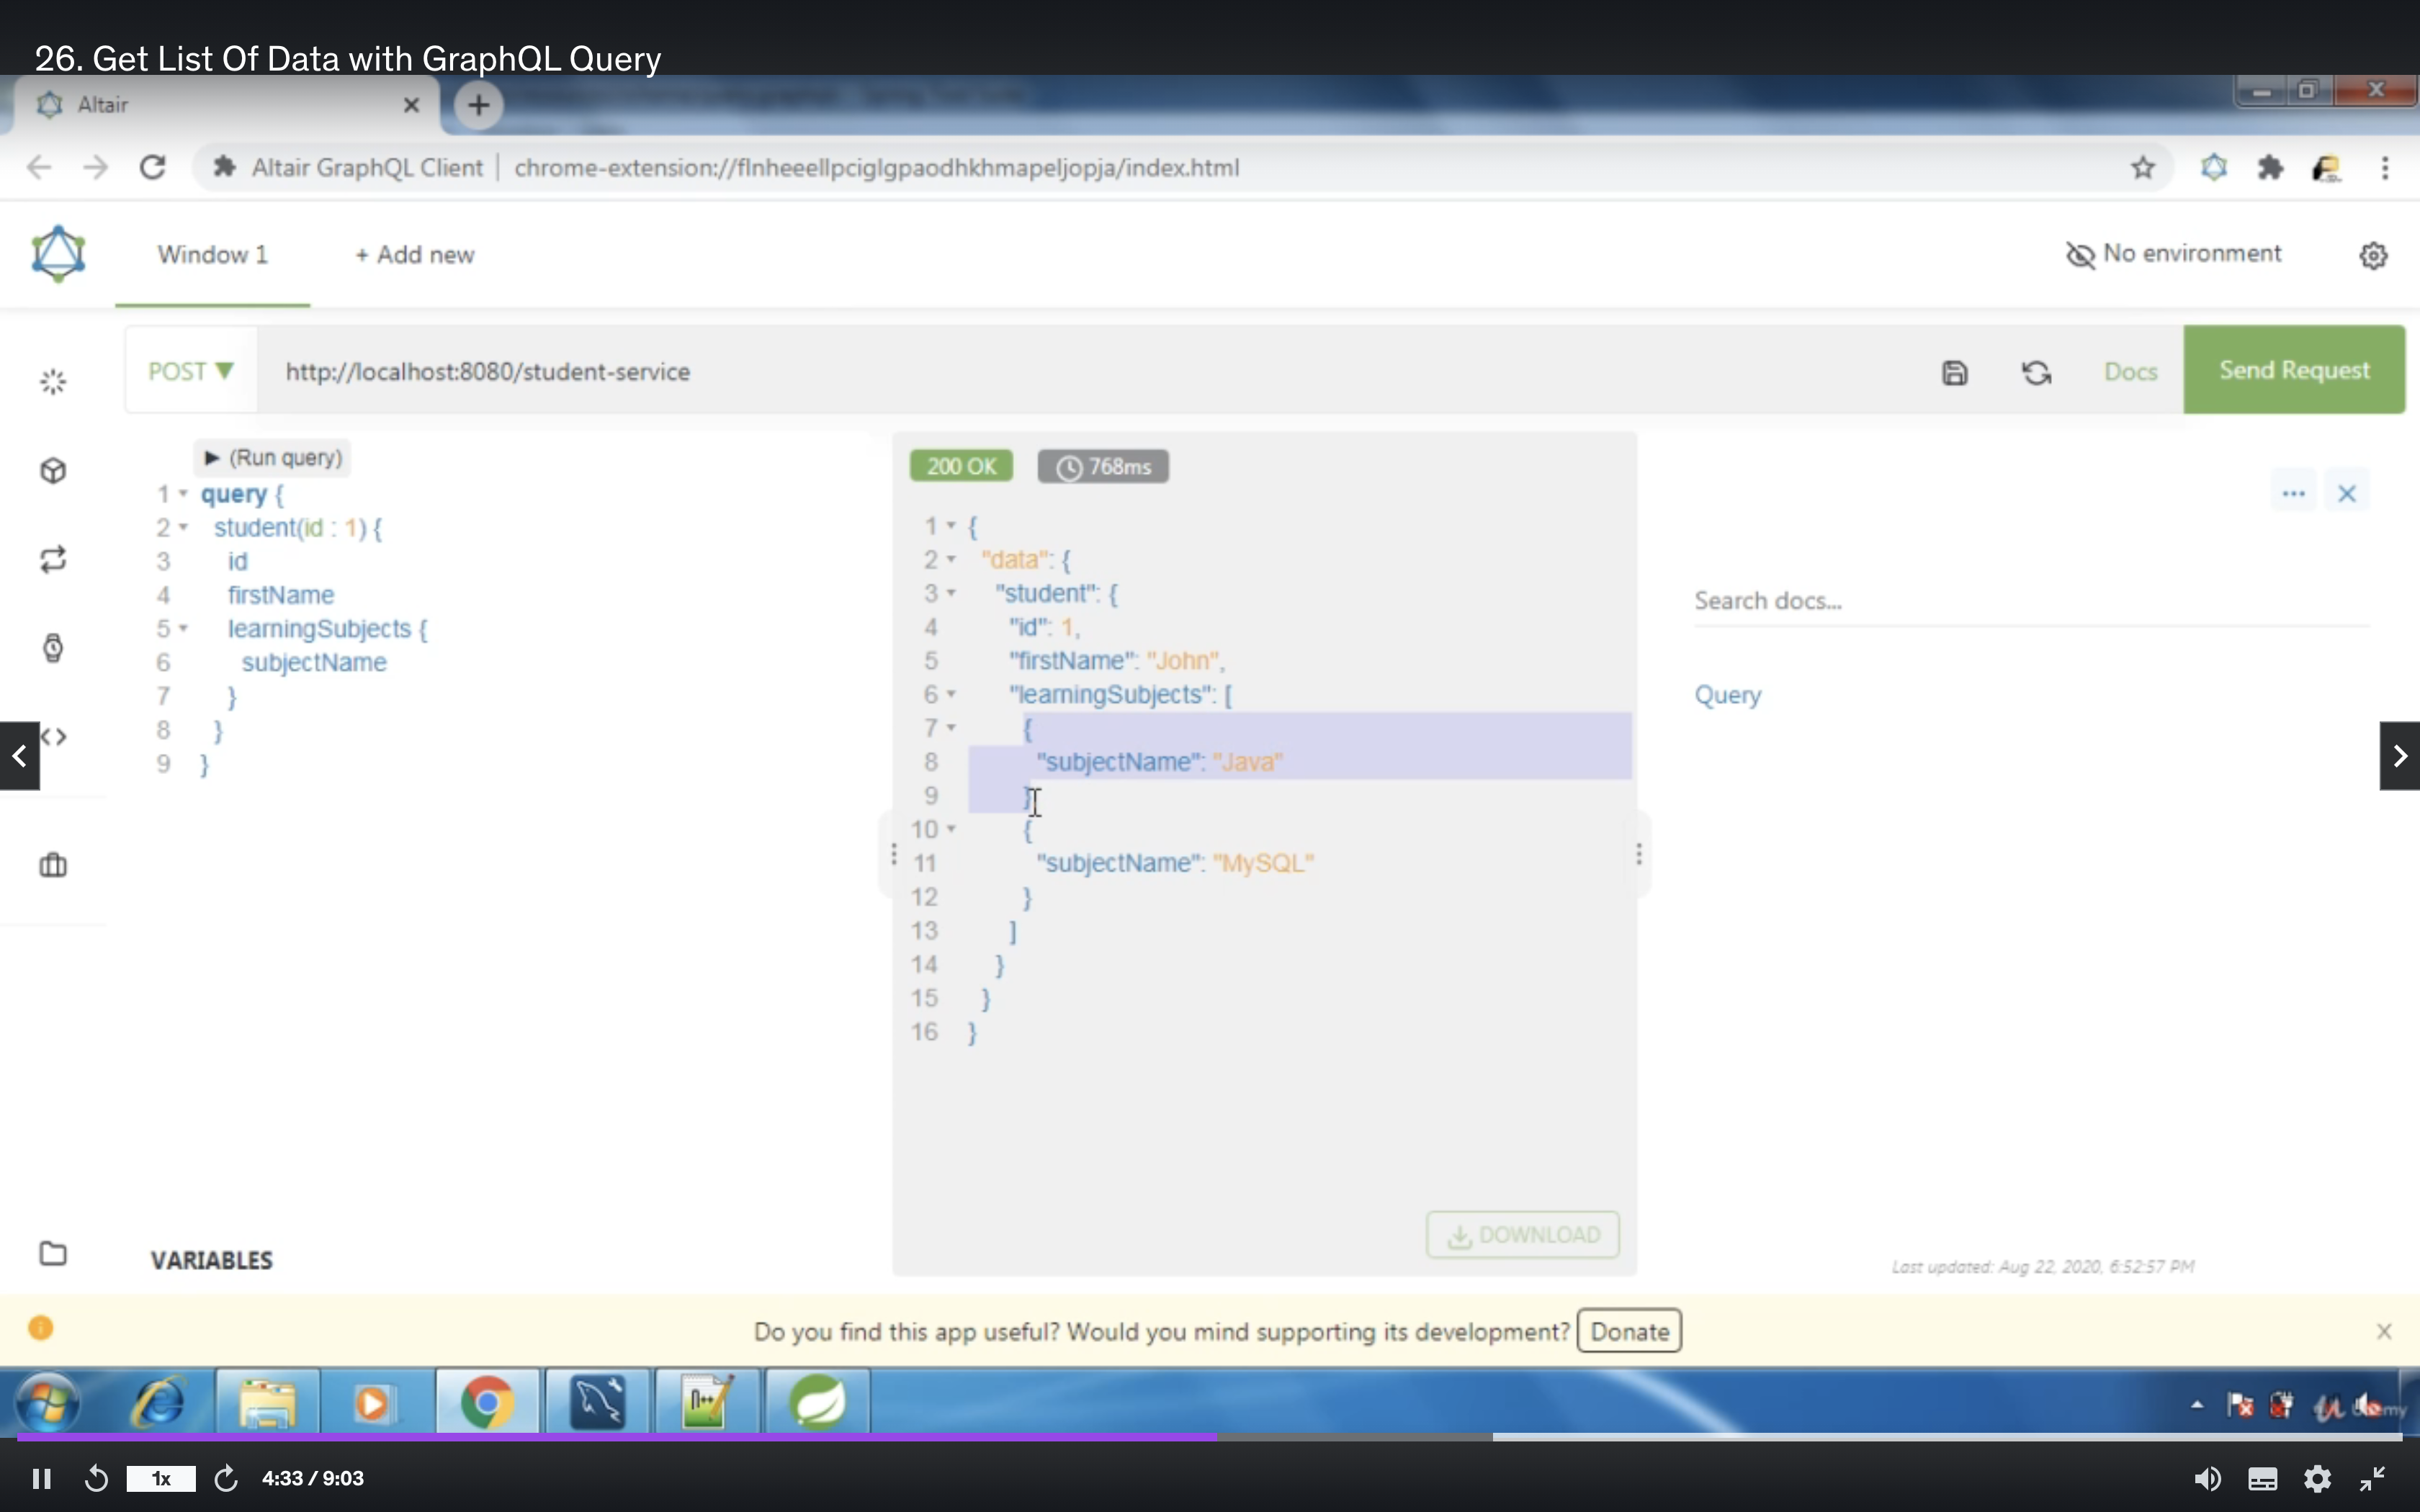 26. Get List Of Data with GraphQL Query
Altair
Altair GraphQL Client | chrome-extension://flnheeellpciglgpaodhkhmapeljopja/index.html
Window 1
+ Add new
No environment
POST ▼
http://localhost:8080/student-service
Docs
Send Request
(Run query)
1 query {
2 student(id : 1) {
3 id
4 firstName
5 learningSubjects {
6 subjectName
7 }
8 }
9 }
200 OK
768ms
1 {
2 "data": {
3 "student": {
4 "id": 1,
5 "firstName": "John",
6 "learningSubjects": [
7 {
8 "subjectName": "Java"
9 }
10 {
11 "subjectName": "MySQL"
12 }
13 ]
14 }
15 }
16 }
DOWNLOAD
Search docs...
Query
VARIABLES
Last updated: Aug 22, 2020, 6:52:57 PM
Do you find this app useful? Would you mind supporting its development? Donate
1x
4:33 / 9:03